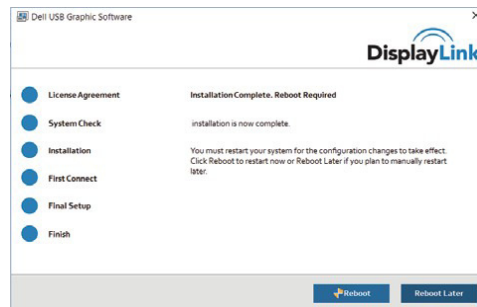 Dell USB Graphic Software
DisplayLink
License Agreement
System Check
Installation
First Connect
Final Setup
Finish
Installation Complete. Reboot Required
installation is now complete.
You must restart your system for the configuration changes to take effect.
Click Reboot to restart now or Reboot Later if you plan to manually restart
later.
Reboot
Reboot Later